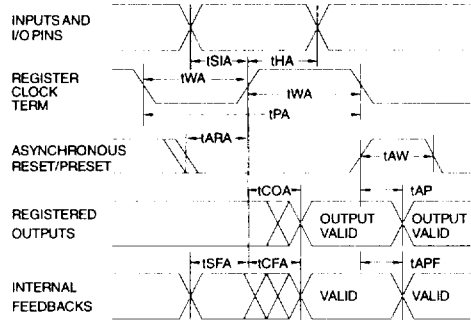 INPUTS AND
I/O PINS
tSIA
tHA
REGISTER
CLOCK
TERM
tWA
tWA
tPA
ASYNCHRONOUS
RESET/PRESET
tARA
tAW
REGISTERED
OUTPUTS
tCOA
tAP
OUTPUT
VALID
OUTPUT
VALID
INTERNAL
FEEDBACKS
tSFA
tCFA
tAPF
VALID
VALID